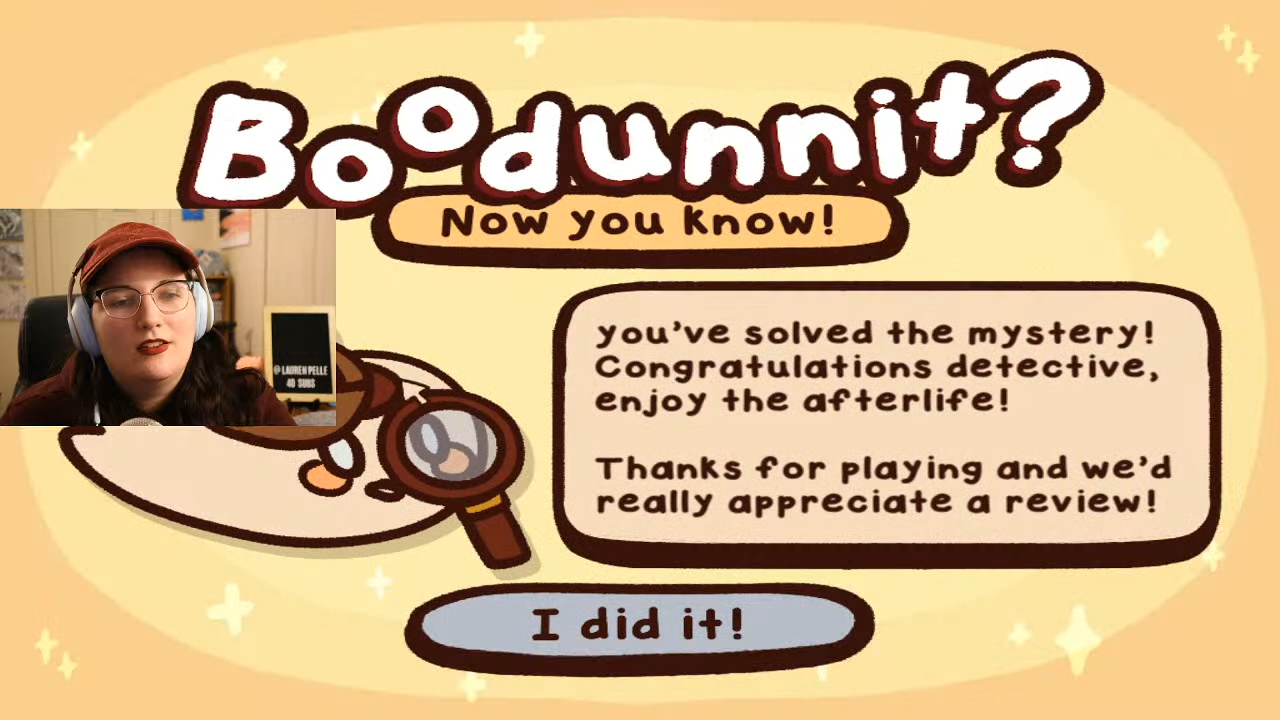 Boodunnit?
Now you know!
@LAUREN PELLE
40 SUBS
you've solved the mystery!
Congratulations detective,
enjoy the afterlife!
Thanks for playing and we'd
really appreciate a review!
I did it!